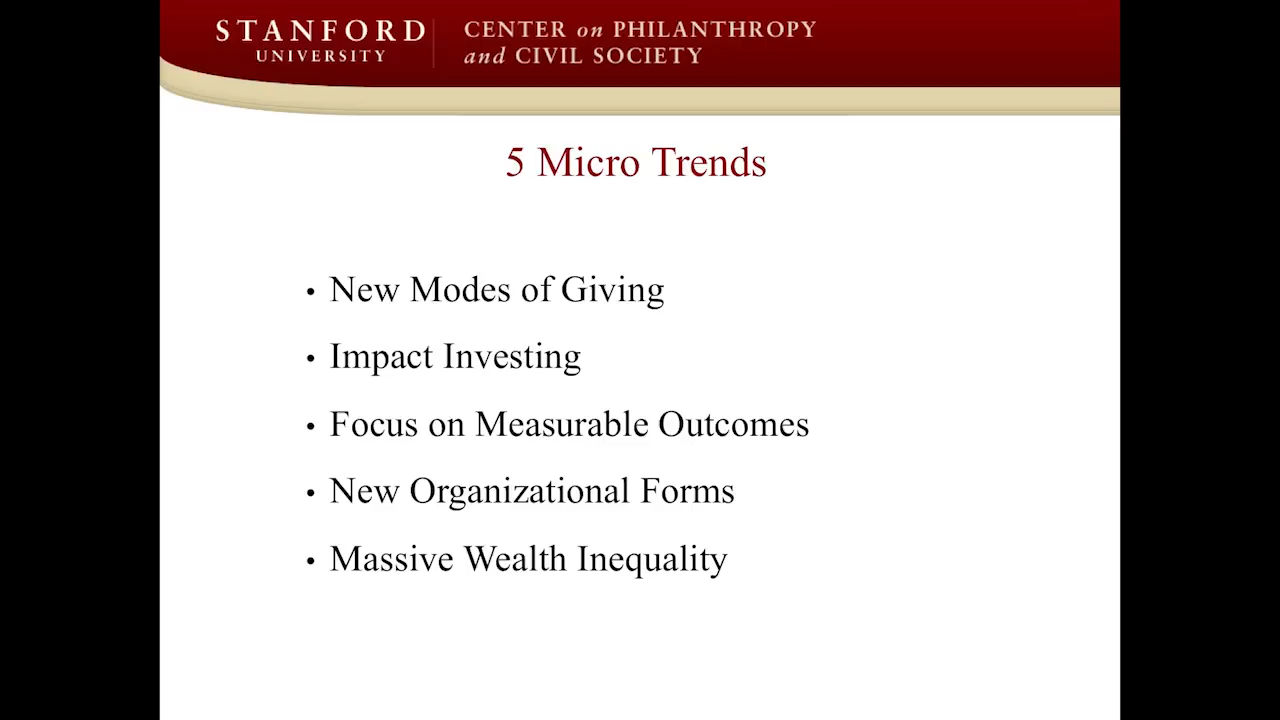 STANFORD
UNIVERSITY
CENTER on PHILANTHROPY
and CIVIL SOCIETY
5 Micro Trends
• New Modes of Giving
• Impact Investing
• Focus on Measurable Outcomes
• New Organizational Forms
• Massive Wealth Inequality